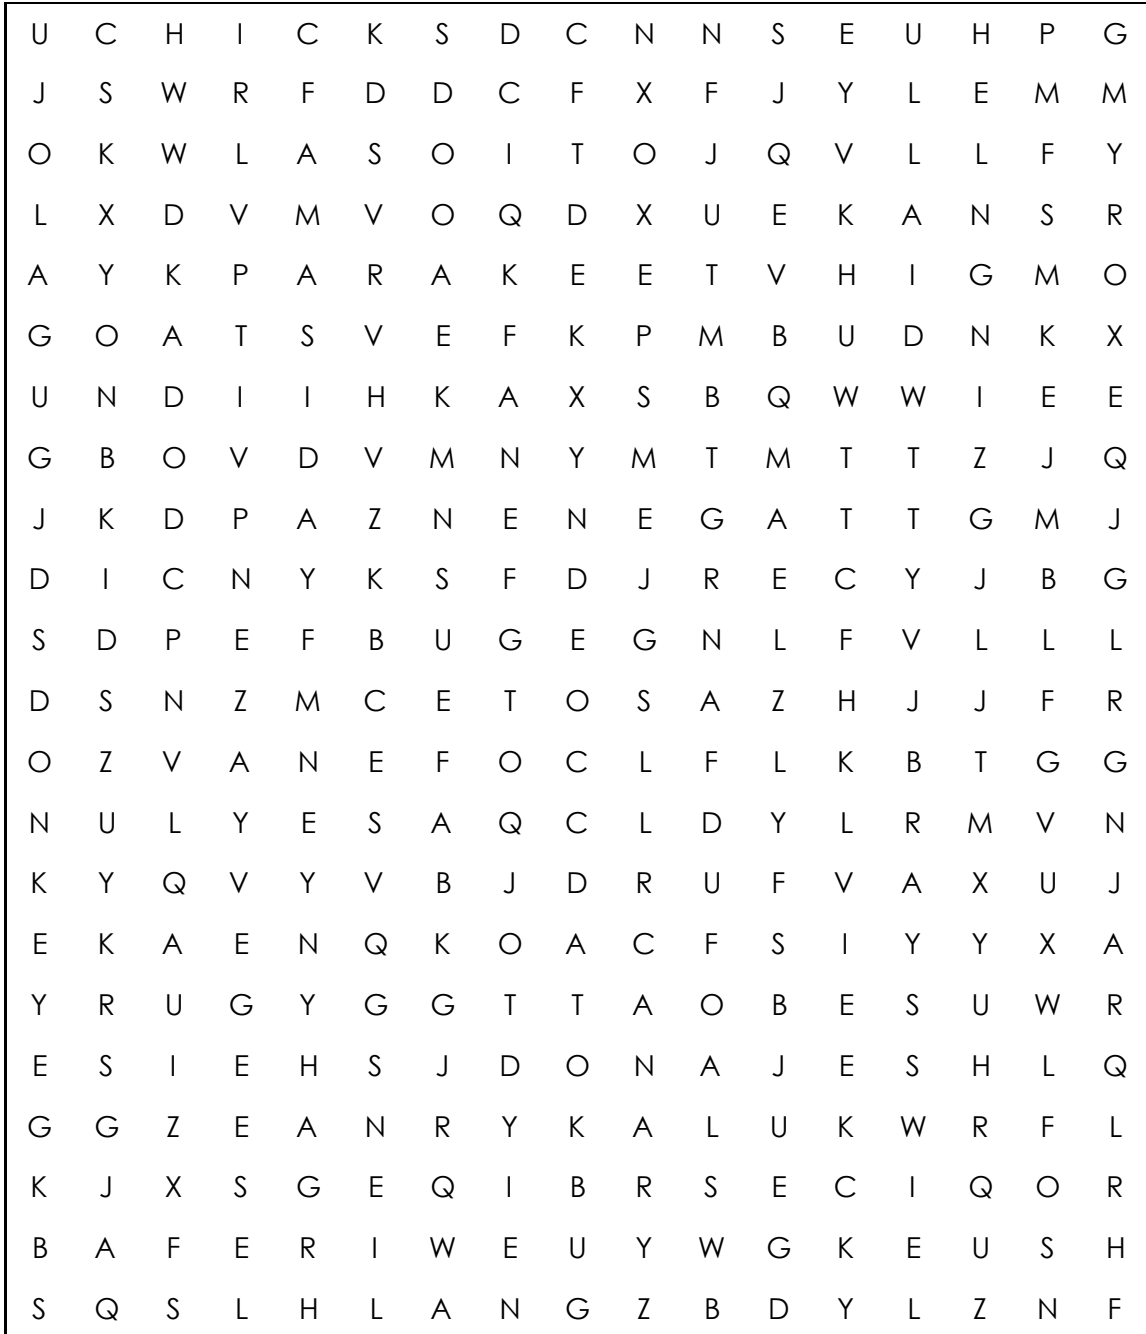 U C H I C K S D C N N S E U H P G
J S W R F D D C F X F J Y L E M M
O K W L A S O I T O J Q V L L F Y
L X D V M V O Q D X U E K A N S R
A Y K P A R A K E E T V H I G M O
G O A T S V E F K P M B U D N K X
U N D I I H K A X S B Q W W I E E
G B O V D V M N Y M T M T T Z J Q
J K D P A Z N E N E G A T T G M J
D I C N Y K S F D J R E C Y J B G
S D P E F B U G E G N L F V L L L
D S N Z M C E T O S A Z H J J F R
O Z V A N E F O C L F L K B T G G
N U L Y E S A Q C L D Y L R M V N
K Y Q V Y V B J D R U F V A X U J
E K A E N Q K O A C F S I Y Y X A
Y R U G Y G G T T A O B E S U W R
E S I E H S J D O N A J E S H L Q
G G Z E A N R Y K A L U K W R F L
K J X S G E Q I B R S E C I Q O R
B A F E R I W E U Y W G K E U S H
S Q S L H L A N G Z B D Y L Z N F